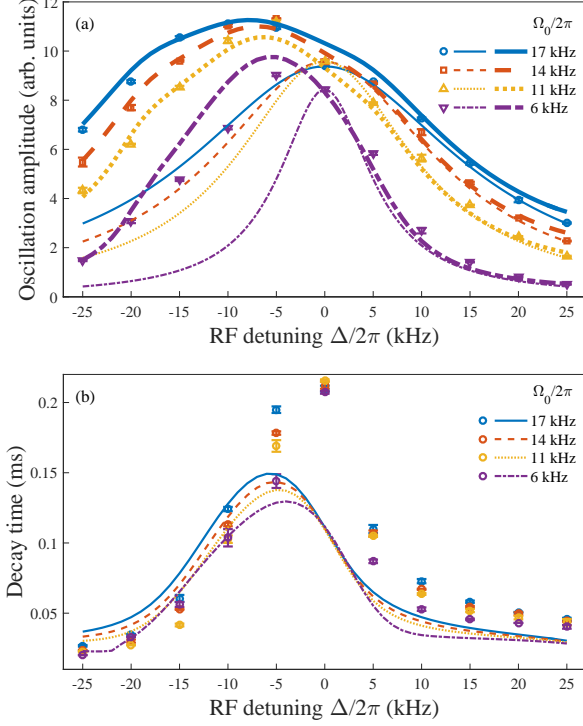 12
10
8
6
4
2
0
Oscillation amplitude (arb. units)
(a)
Ω₀/2π
17 kHz
14 kHz
11 kHz
6 kHz
-25 -20 -15 -10 -5 0 5 10 15 20 25
RF detuning Δ/2π (kHz)
0.2
0.15
0.1
0.05
Decay time (ms)
(b)
Ω₀/2π
17 kHz
14 kHz
11 kHz
6 kHz
-25 -20 -15 -10 -5 0 5 10 15 20 25
RF detuning Δ/2π (kHz)